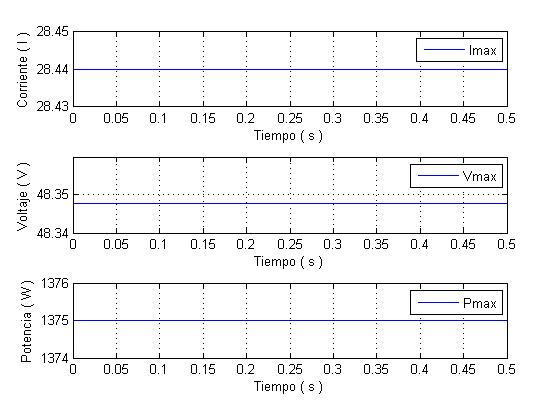 28.45
Corriente ( I )
28.44
28.43
Imax
0 0.05 0.1 0.15 0.2 0.25 0.3 0.35 0.4 0.45 0.5
Tiempo ( s )
Voltaje ( V )
48.35
48.34
Vmax
0 0.05 0.1 0.15 0.2 0.25 0.3 0.35 0.4 0.45 0.5
Tiempo ( s )
1376
Potencia ( W )
1375
1374
Pmax
0 0.05 0.1 0.15 0.2 0.25 0.3 0.35 0.4 0.45 0.5
Tiempo ( s )